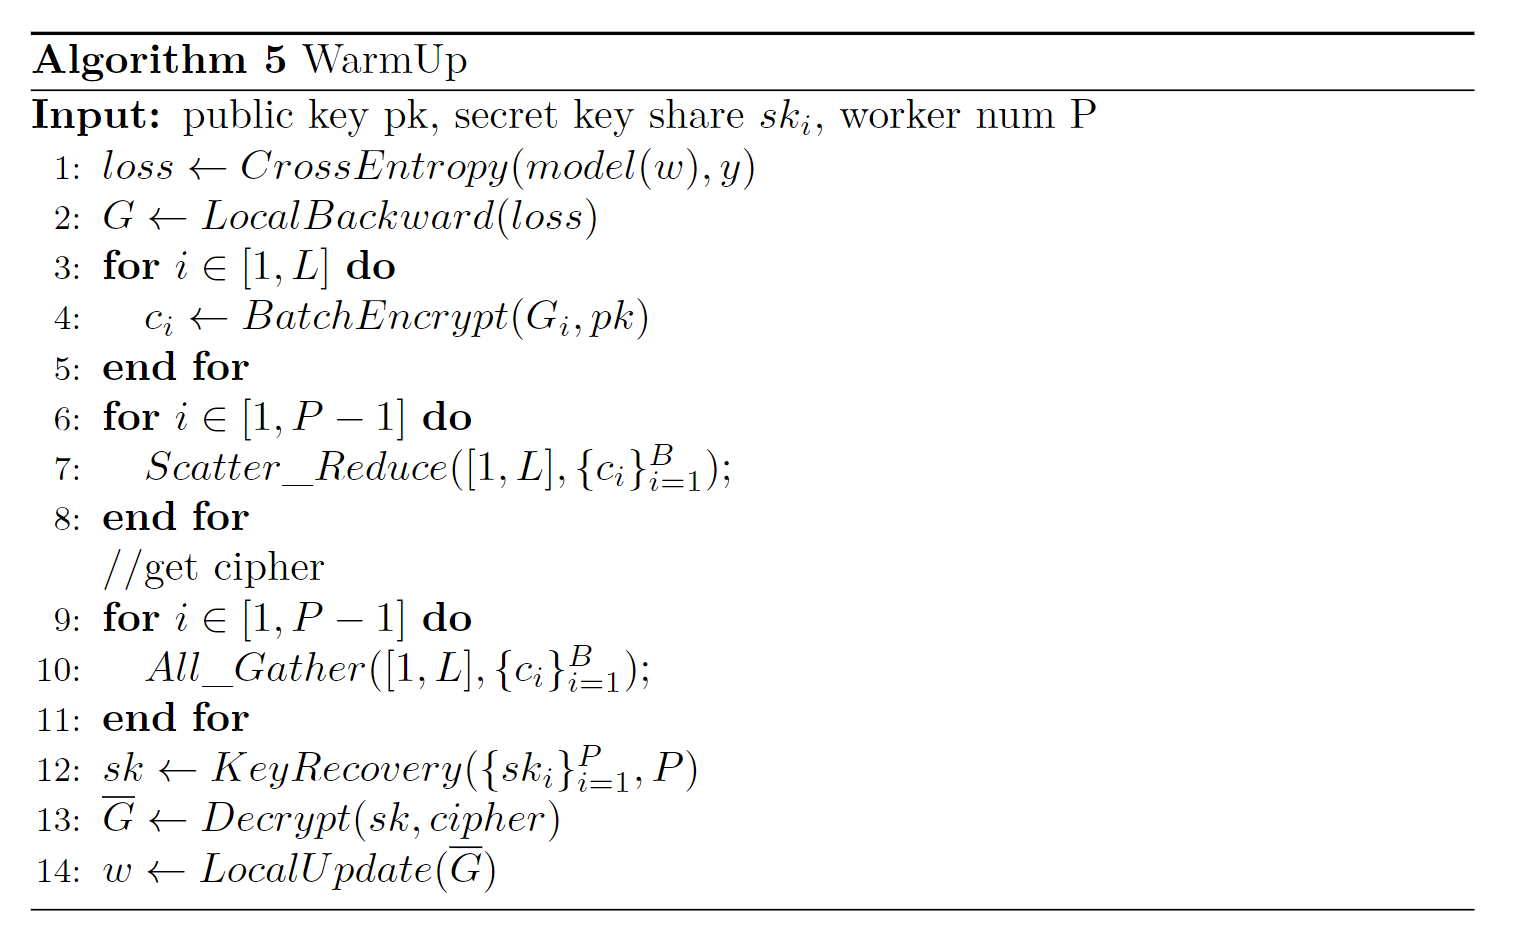 Algorithm 5 WarmUp
Input: public key pk, secret key share $sk_i$, worker num P
1: $loss \leftarrow CrossEntropy(model(w), y)$
2: $G \leftarrow LocalBackward(loss)$
3: for $i \in [1, L]$ do
4: $c_i \leftarrow BatchEncrypt(G_i, pk)$
5: end for
6: for $i \in [1, P - 1]$ do
7: $Scatter\_Reduce([1, L], \{c_i\}_{i=1}^{B})$;
8: end for
//get cipher
9: for $i \in [1, P - 1]$ do
10: $All\_Gather([1, L], \{c_i\}_{i=1}^{B})$;
11: end for
12: $sk \leftarrow KeyRecovery(\{sk_i\}_{i=1}^{P}, P)$
13: $\overline{G} \leftarrow Decrypt(sk, cipher)$
14: $w \leftarrow LocalUpdate(\overline{G})$